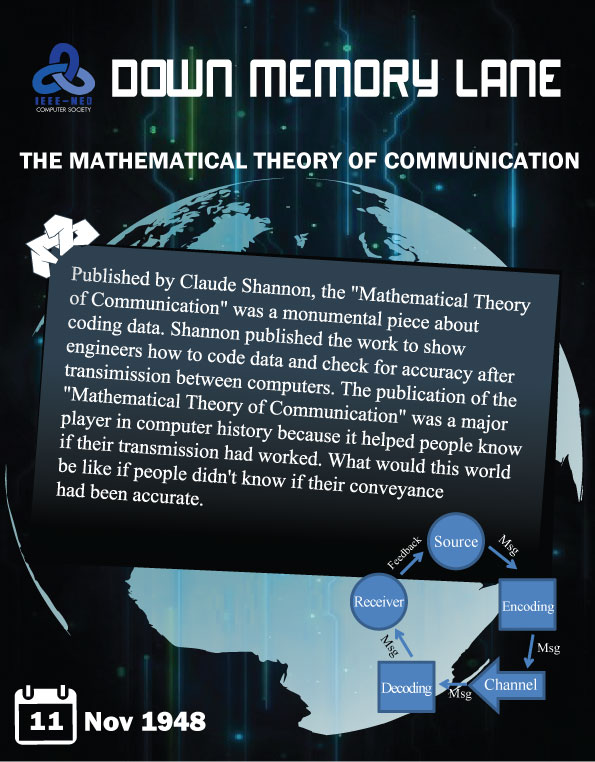 IEEE-NED
COMPUTER SOCIETY
DOWN MEMORY LANE
THE MATHEMATICAL THEORY OF COMMUNICATION
Published by Claude Shannon, the "Mathematical Theory
of Communication" was a monumental piece about
coding data. Shannon published the work to show
engineers how to code data and check for accuracy after
transimission between computers. The publication of the
"Mathematical Theory of Communication" was a major
player in computer history because it helped people know
if their transmission had worked. What would this world
be like if people didn't know if their conveyance
had been accurate.
Source
Feedback
Msg
Receiver
Encoding
Msg
Msg
Decoding
Msg
Channel
11 Nov 1948